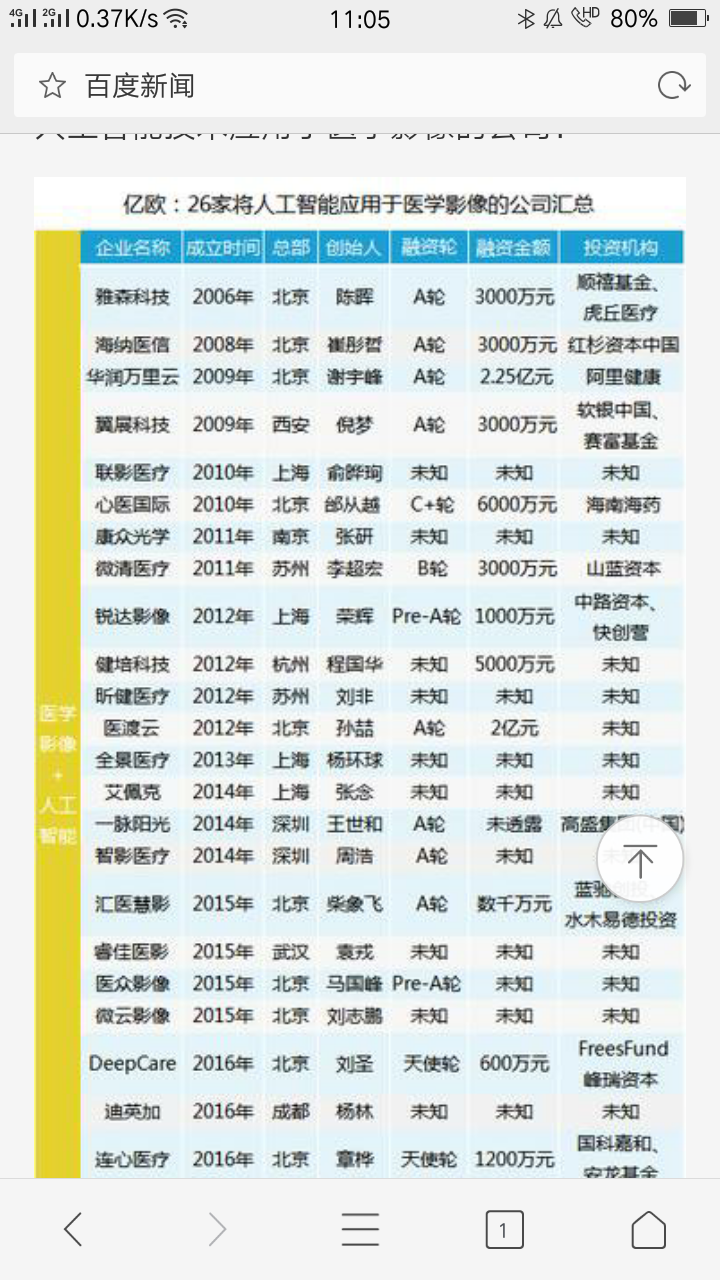 4G 2G 0.37K/s 11:05 HD 80%
百度新闻
人工智能技术应用于医学影像的公司：
亿欧：26家将人工智能应用于医学影像的公司汇总
企业名称 成立时间 总部 创始人 融资轮 融资金额 投资机构
雅森科技 2006年 北京 陈晖 A轮 3000万元 顺禧基金、
虎丘医疗
海纳医信 2008年 北京 崔彤哲 A轮 3000万元 红杉资本中国
华润万里云 2009年 北京 谢宇峰 A轮 2.25亿元 阿里健康
翼展科技 2009年 西安 倪梦 A轮 3000万元 软银中国、
赛富基金
联影医疗 2010年 上海 俞晔珣 未知 未知 未知
心医国际 2010年 北京 邰从越 C+轮 6000万元 海南海药
康众光学 2011年 南京 张研 未知 未知 未知
微清医疗 2011年 苏州 李超宏 B轮 3000万元 山蓝资本
锐达影像 2012年 上海 荣辉 Pre-A轮 1000万元 中路资本、
快创营
健培科技 2012年 杭州 程国华 未知 5000万元 未知
昕健医疗 2012年 苏州 刘非 未知 未知 未知
医渡云 2012年 北京 孙喆 A轮 2亿元 未知
全景医疗 2013年 上海 杨环球 未知 未知 未知
艾佩克 2014年 上海 张念 未知 未知 未知
一脉阳光 2014年 深圳 王世和 A轮 未透露 高盛集团(中国)
智影医疗 2014年 深圳 周浩 A轮 未知
汇医慧影 2015年 北京 柴象飞 A轮 数千万元 蓝驰创投、
水木易德投资
睿佳医影 2015年 武汉 袁戎 未知 未知 未知
医众影像 2015年 北京 马国峰 Pre-A轮 未知 未知
微云影像 2015年 北京 刘志鹏 未知 未知 未知
DeepCare 2016年 北京 刘圣 天使轮 600万元 FreesFund
峰瑞资本
迪英加 2016年 成都 杨林 未知 未知 未知
连心医疗 2016年 北京 章桦 天使轮 1200万元 国科嘉和、
安龙基金
医学
影像
+
人工
智能
1